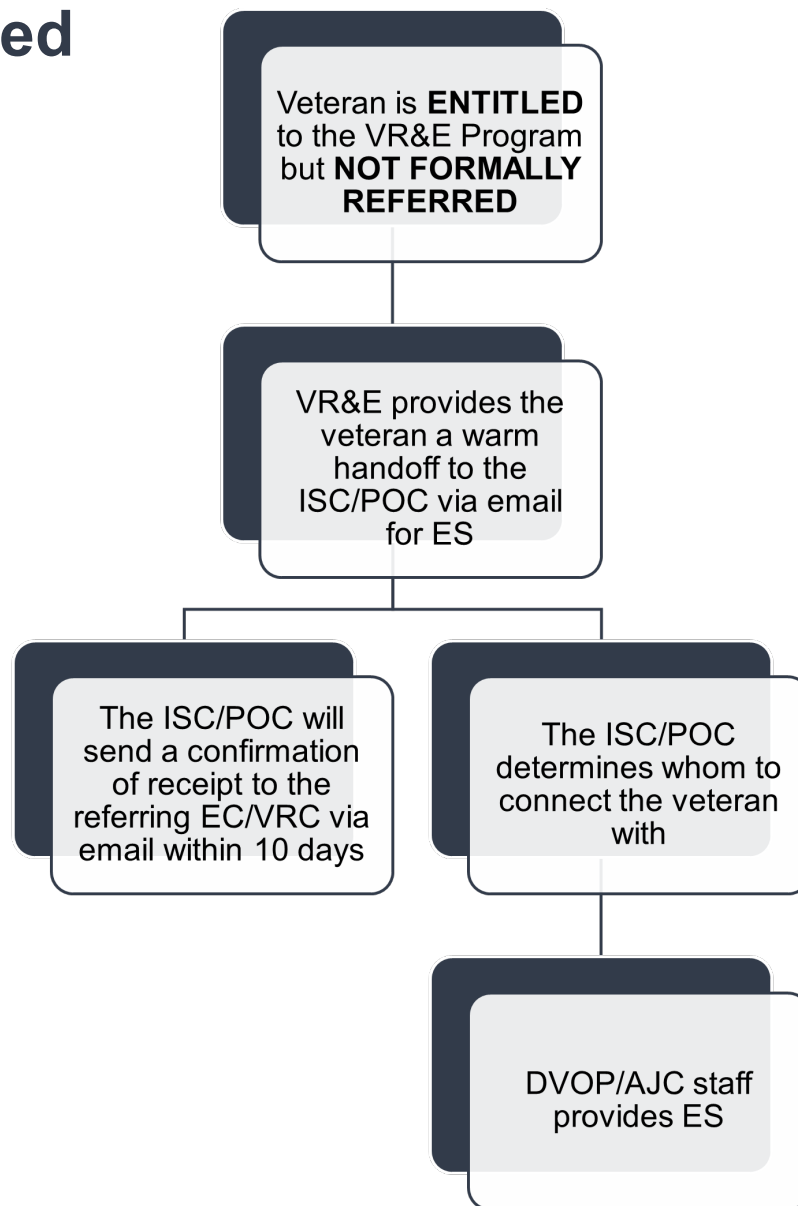 ed
Veteran is ENTITLED
to the VR&E Program
but NOT FORMALLY
REFERRED
VR&E provides the
veteran a warm
handoff to the
ISC/POC via email
for ES
The ISC/POC will
send a confirmation
of receipt to the
referring EC/VRC via
email within 10 days
The ISC/POC
determines whom to
connect the veteran
with
DVOP/AJC staff
provides ES